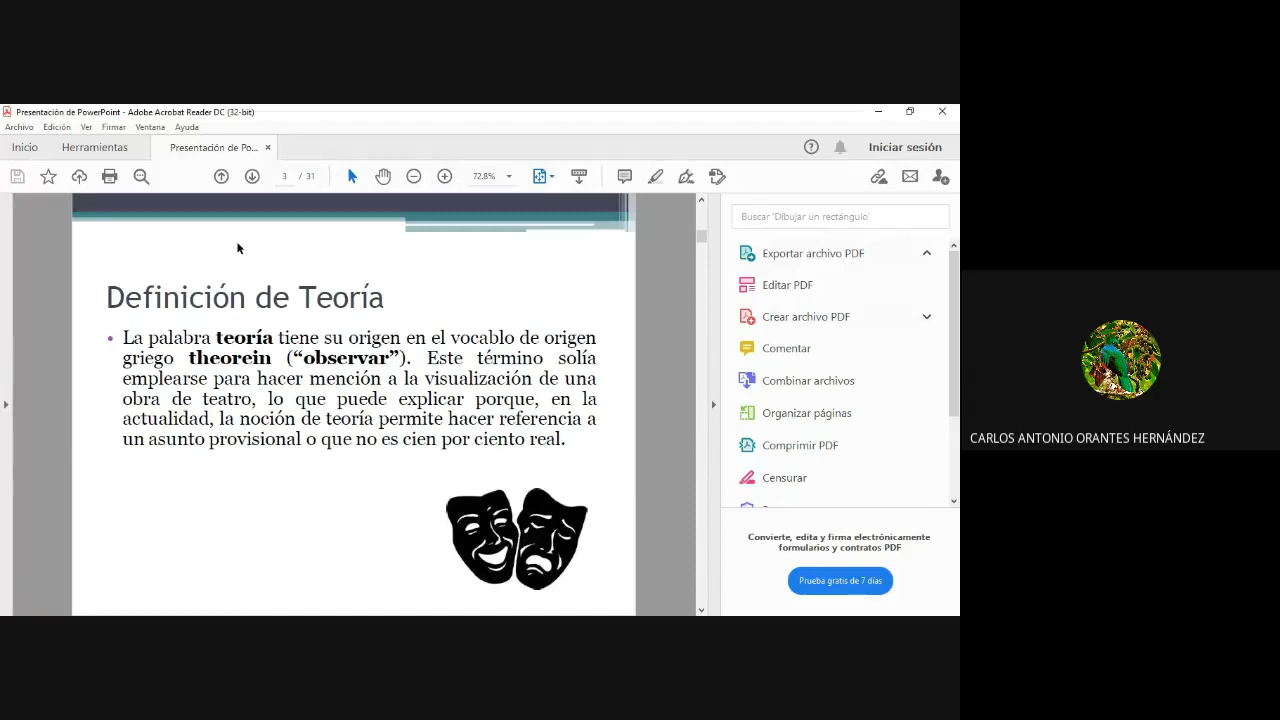 Presentación de PowerPoint - Adobe Acrobat Reader DC (32-bit)
Archivo Edición Ver Firmar Ventana Ayuda
Inicio Herramientas Presentación de Po... × Iniciar sesión
3 / 31 72.8%
Definición de Teoría
• La palabra teoría tiene su origen en el vocablo de origen
griego theorein (“observar”). Este término solía
emplearse para hacer mención a la visualización de una
obra de teatro, lo que puede explicar porque, en la
actualidad, la noción de teoría permite hacer referencia a
un asunto provisional o que no es cien por ciento real.
Buscar 'Dibujar un rectángulo'
Exportar archivo PDF
Editar PDF
Crear archivo PDF
Comentar
Combinar archivos
Organizar páginas
Comprimir PDF
Censurar
Convierte, edita y firma electrónicamente
formularios y contratos PDF
Prueba gratis de 7 días
CARLOS ANTONIO ORANTES HERNÁNDEZ